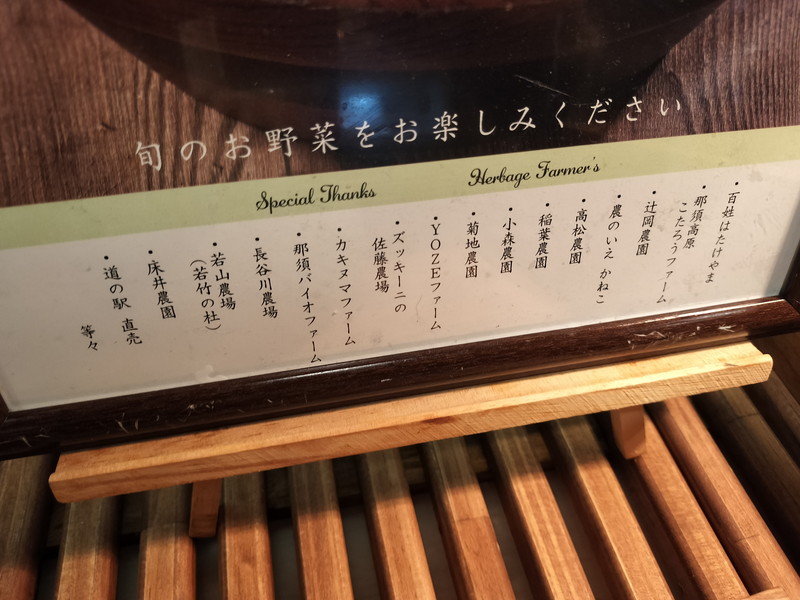 旬のお野菜をお楽しみください
Special Thanks
Herbage Farmer's
・百姓はたけやま
・那須高原
こたろうファーム
・辻岡農園
・農のいえ かねこ
・高松農園
・稲葉農園
・小森農園
・菊地農園
・YOZEファーム
・ズッキーニの
佐藤農場
・カキヌマファーム
・那須バイオファーム
・長谷川農場
・若山農場
(若竹の杜)
・床井農園
・道の駅 直売
等々